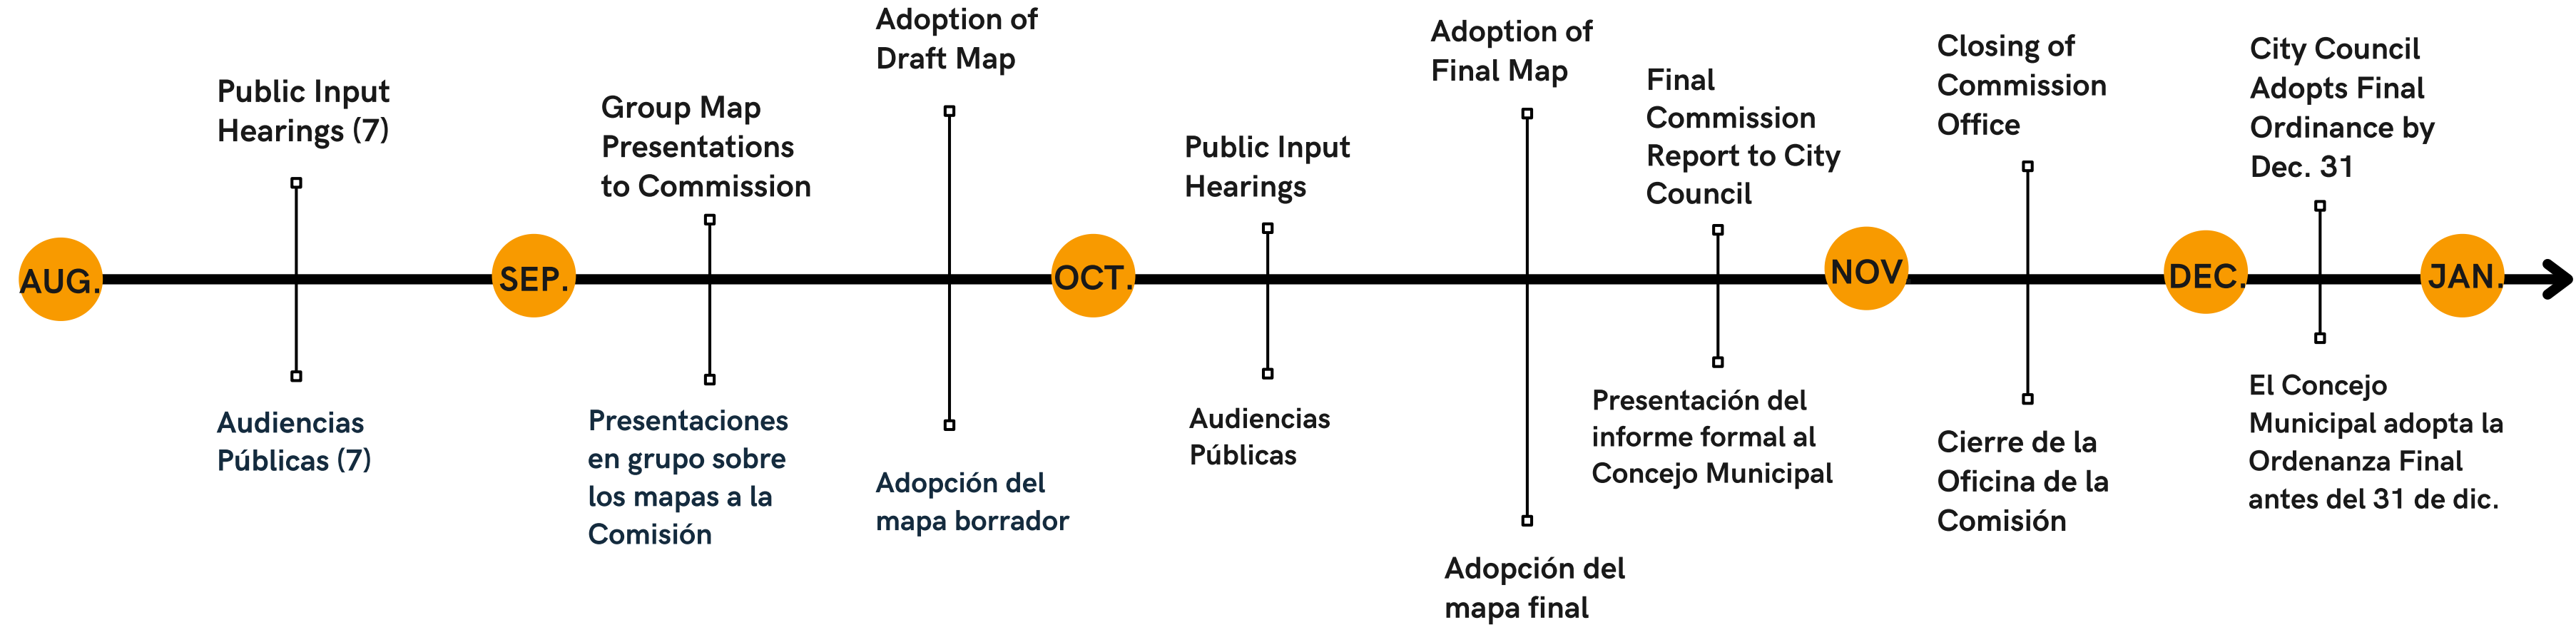 Public Input
Hearings (7)
Group Map
Presentations
to Commission
Adoption of
Draft Map
Public Input
Hearings
Adoption of
Final Map
Final
Commission
Report to City
Council
Closing of
Commission
Office
City Council
Adopts Final
Ordinance by
Dec. 31
AUG.
SEP.
OCT.
NOV
DEC.
JAN.
Audiencias
Públicas (7)
Presentaciones
en grupo sobre
los mapas a la
Comisión
Adopción del
mapa borrador
Audiencias
Públicas
Adopción del
mapa final
Presentación del
informe formal al
Concejo Municipal
Cierre de la
Oficina de la
Comisión
El Concejo
Municipal adopta la
Ordenanza Final
antes del 31 de dic.